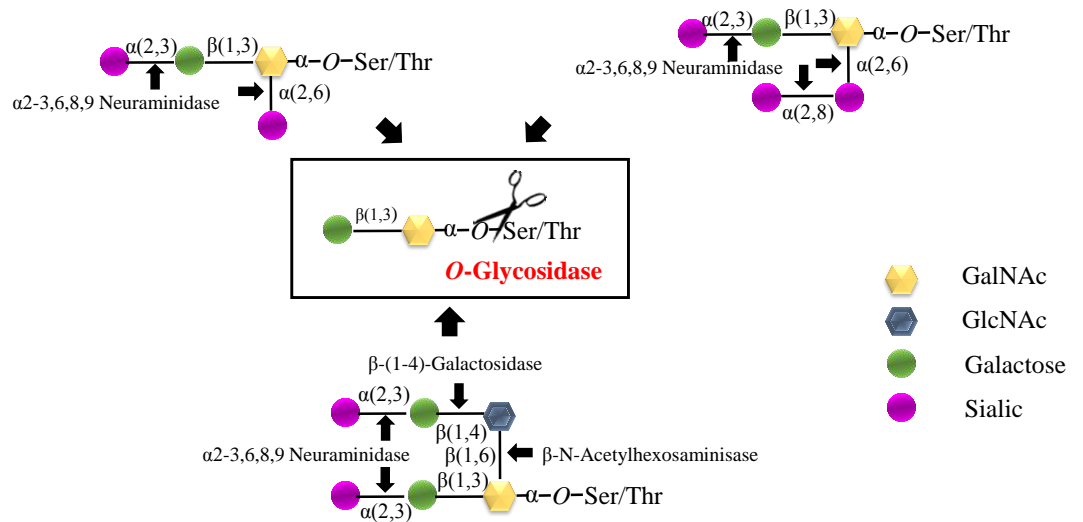 α(2,3) β(1,3)
α–O–Ser/Thr
α2-3,6,8,9 Neuraminidase
α(2,6)
α(2,3) β(1,3)
α–O–Ser/Thr
α2-3,6,8,9 Neuraminidase
α(2,6)
α(2,8)
β(1,3)
α–O–Ser/Thr
O-Glycosidase
GalNAc
GlcNAc
Galactose
Sialic
β-(1-4)-Galactosidase
α(2,3)
β(1,4)
α2-3,6,8,9 Neuraminidase
β(1,6)
β-N-Acetylhexosaminisase
β(1,3)
α(2,3)
α–O–Ser/Thr